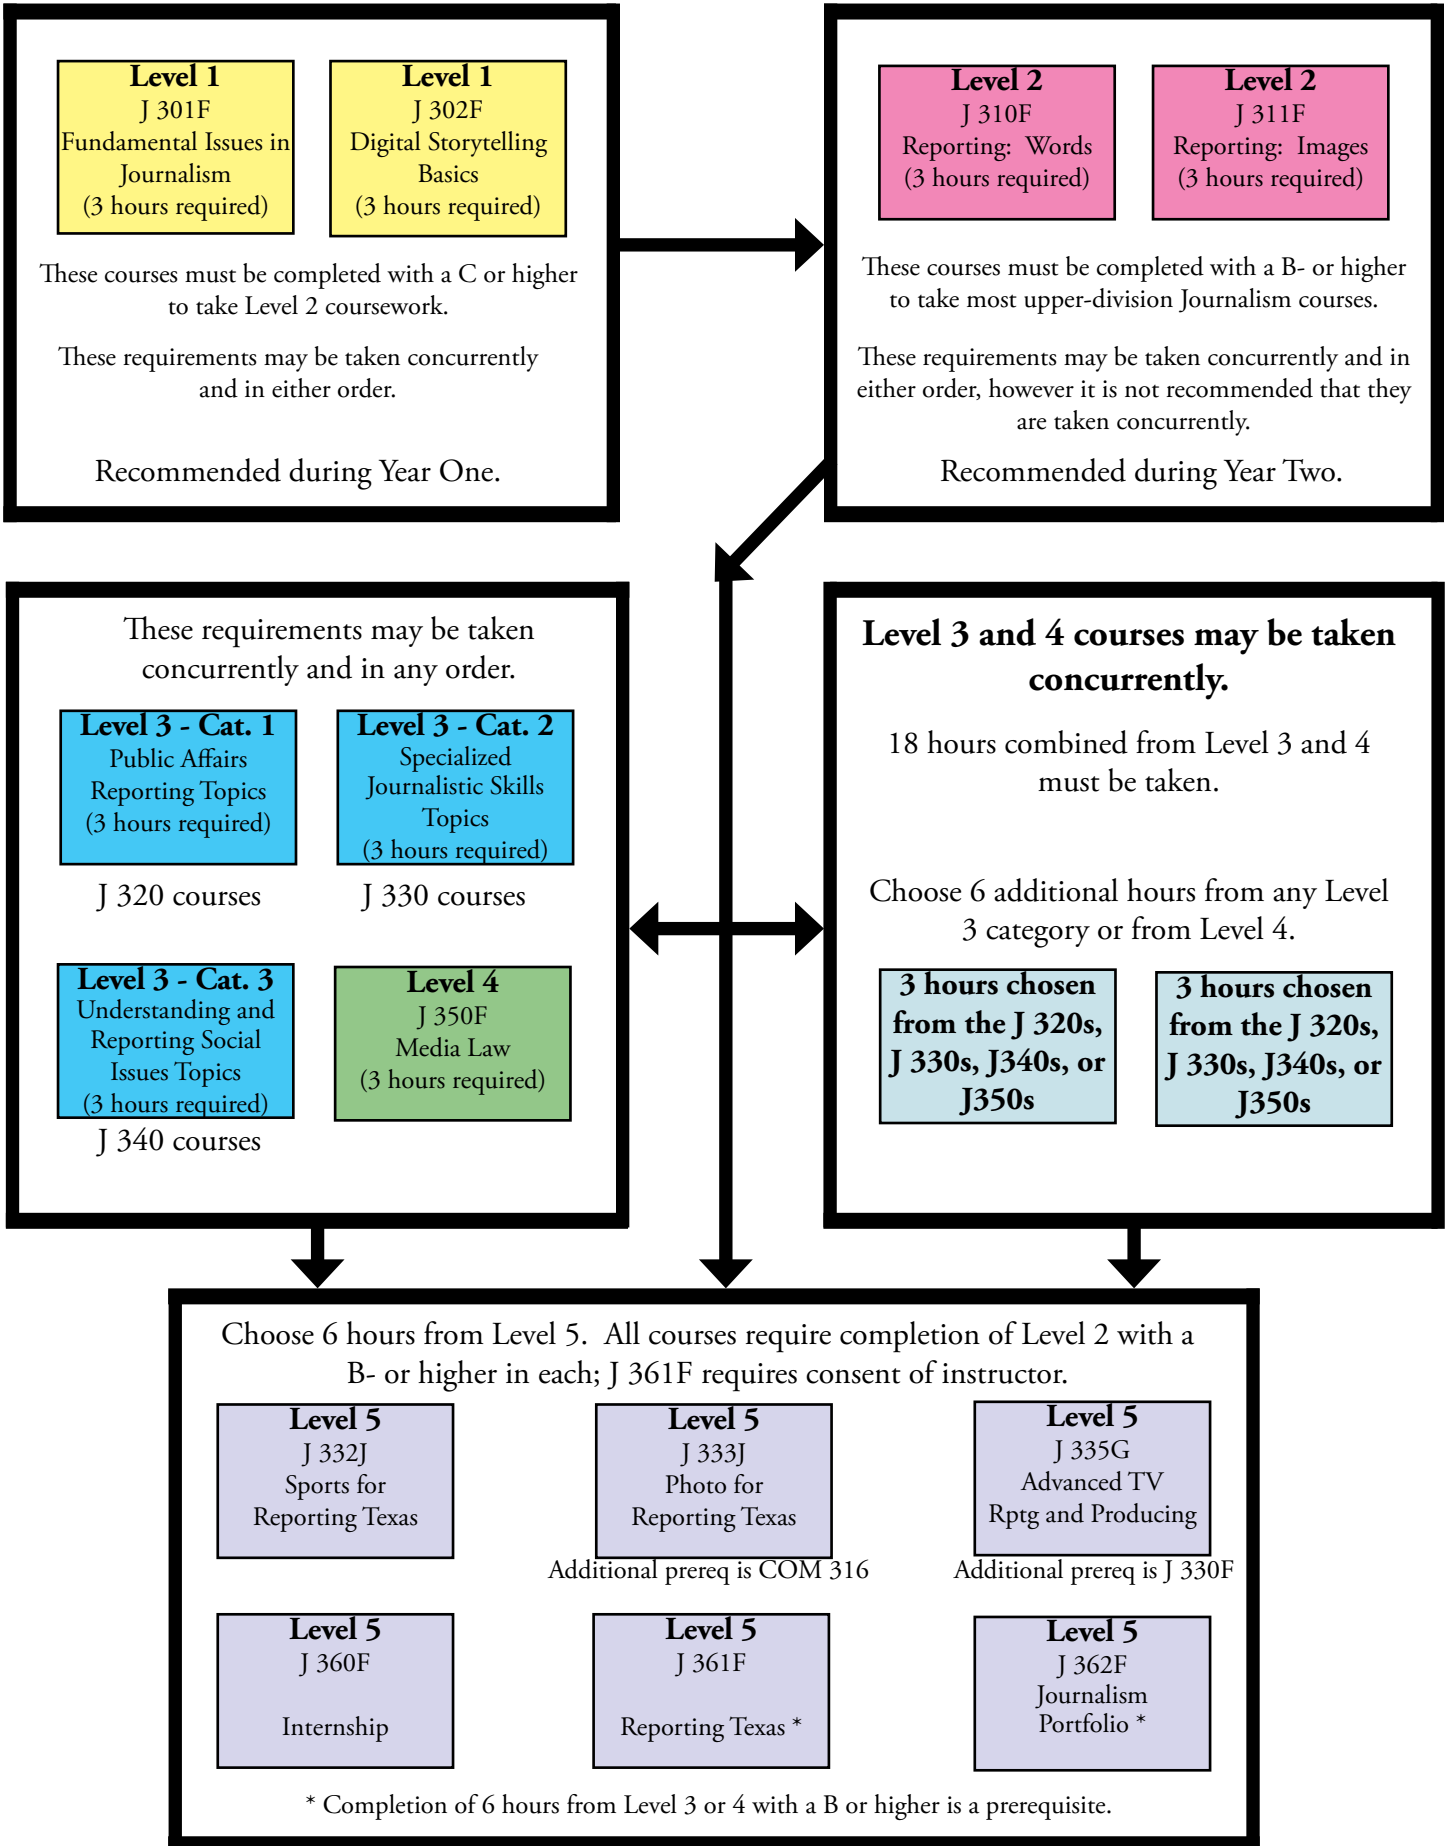 Level 1
J 301F
Fundamental Issues in
Journalism
(3 hours required)
Level 1
J 302F
Digital Storytelling
Basics
(3 hours required)
These courses must be completed with a C or higher
to take Level 2 coursework.
These requirements may be taken concurrently
and in either order.
Recommended during Year One.
Level 2
J 310F
Reporting:  Words
(3 hours required)
Level 2
J 311F
Reporting:  Images
(3 hours required)
These courses must be completed with a B- or higher
to take most upper-division Journalism courses.
These requirements may be taken concurrently and in
either order, however it is not recommended that they
are taken concurrently.
Recommended during Year Two.
These requirements may be taken
concurrently and in any order.
Level 3 - Cat. 1
Public Affairs
Reporting Topics
(3 hours required)
J 320 courses
Level 3 - Cat. 2
Specialized
Journalistic Skills
Topics
(3 hours required)
J 330 courses
Level 3 - Cat. 3
Understanding and
Reporting Social
Issues Topics
(3 hours required)
J 340 courses
Level 4
J 350F
Media Law
(3 hours required)
Level 3 and 4 courses may be taken
concurrently.
18 hours combined from Level 3 and 4
must be taken.
Choose 6 additional hours from any Level
3 category or from Level 4.
3 hours chosen
from the J 320s,
J 330s, J340s, or
J350s
3 hours chosen
from the J 320s,
J 330s, J340s, or
J350s
Choose 6 hours from Level 5.  All courses require completion of Level 2 with a
B- or higher in each; J 361F requires consent of instructor.
Level 5
J 332J
Sports for
Reporting Texas
Level 5
J 333J
Photo for
Reporting Texas
Additional prereq is COM 316
Level 5
J 335G
Advanced TV
Rptg and Producing
Additional prereq is J 330F
Level 5
J 360F
Internship
Level 5
J 361F
Reporting Texas *
Level 5
J 362F
Journalism
Portfolio *
* Completion of 6 hours from Level 3 or 4 with a B or higher is a prerequisite.